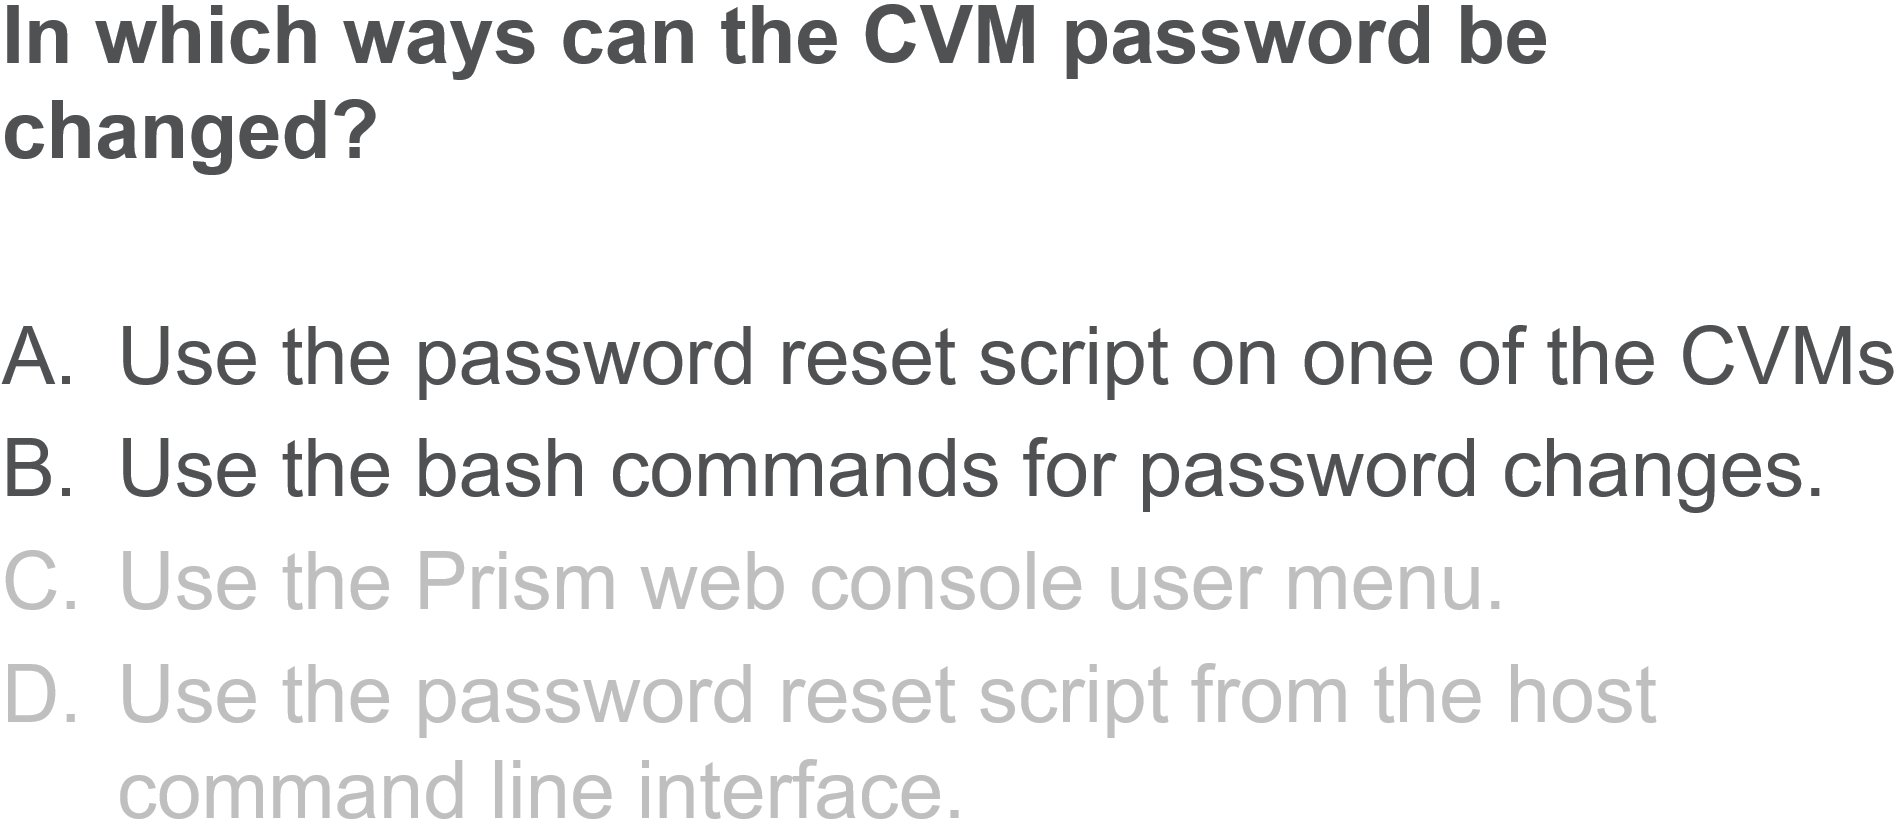 In which ways can the CVM password be
changed?
A. Use the password reset script on one of the CVMs
B. Use the bash commands for password changes.
C. Use the Prism web console user menu.
D. Use the password reset script from the host
command line interface.